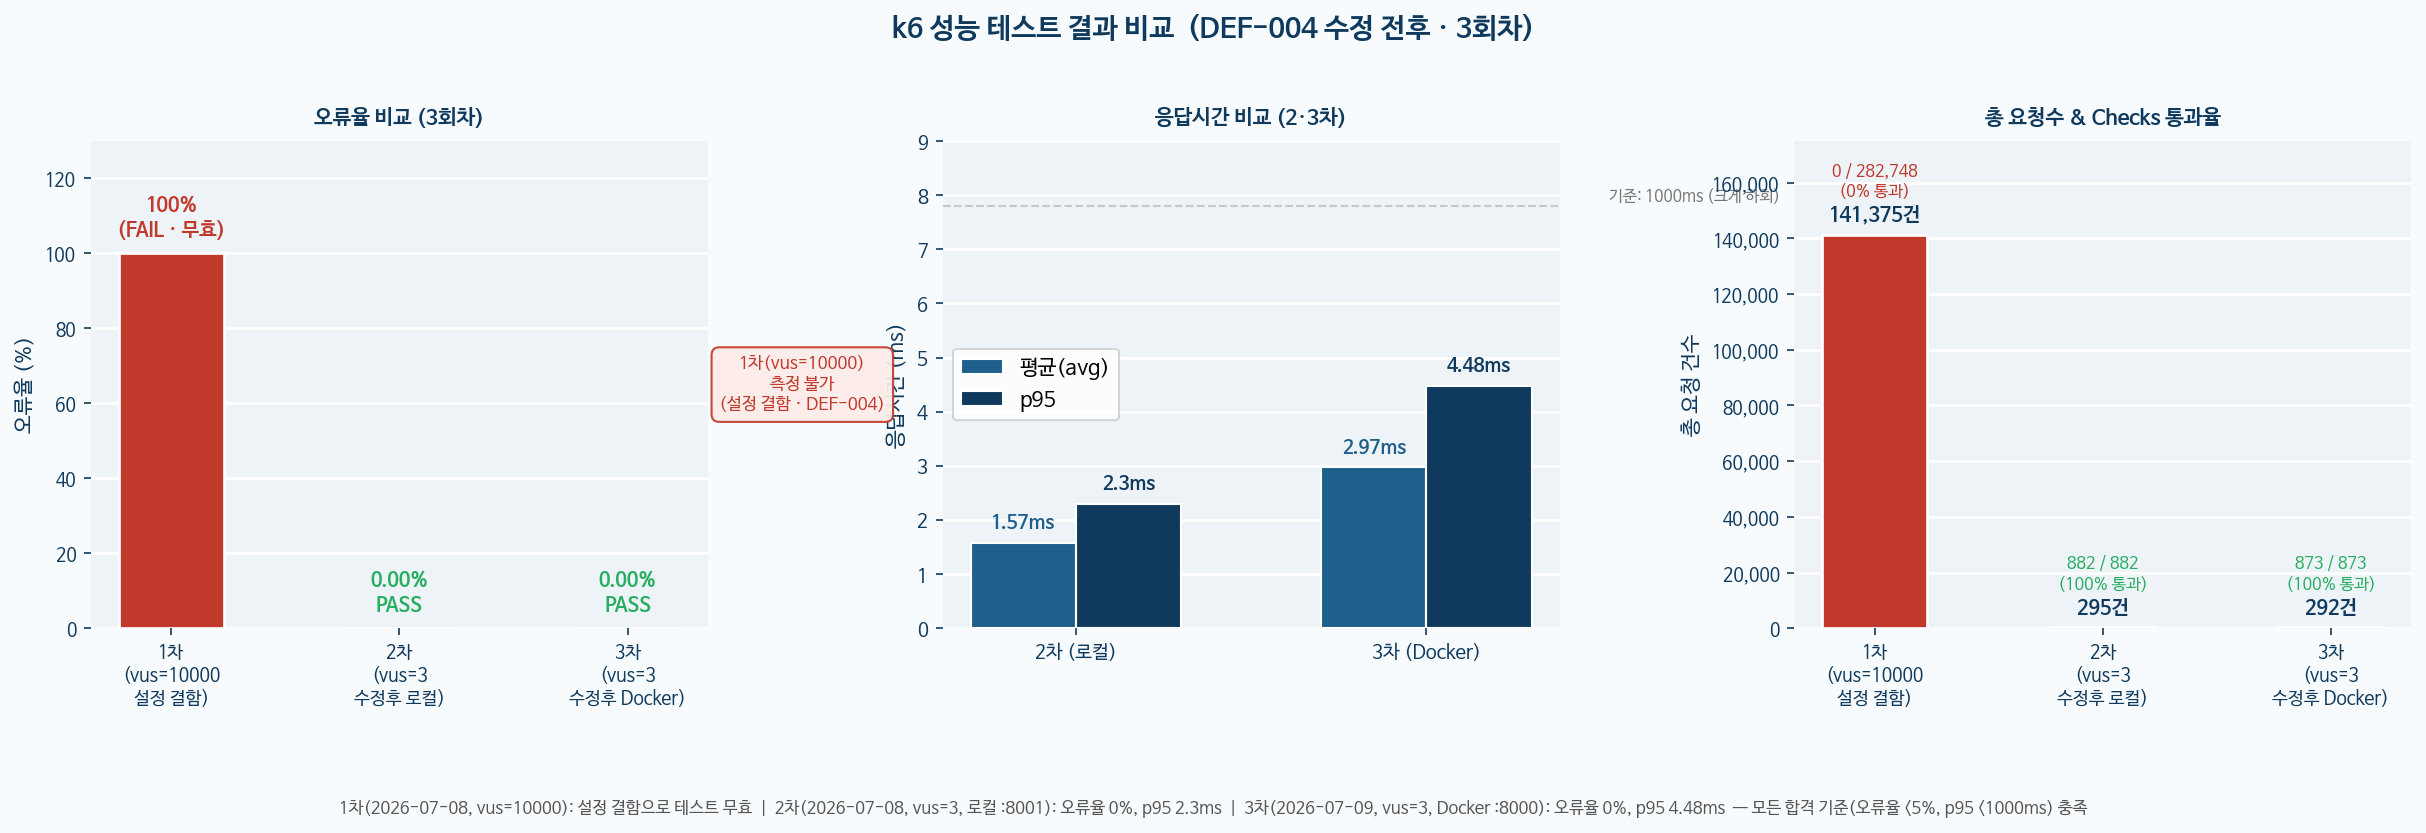 k6 성능 테스트 결과 비교  (DEF-004 수정 전후 · 3회차)
오류율 비교 (3회차)
오류율 (%)
120
100
80
60
40
20
0
100%
(FAIL · 무효)
0.00%
PASS
0.00%
PASS
1차
(vus=10000
설정 결함)
2차
(vus=3
수정후 로컬)
3차
(vus=3
수정후 Docker)
응답시간 비교 (2·3차)
응답시간 (ms)
1차(vus=10000)
측정 불가
(설정 결함 · DEF-004)
9
8
7
6
5
4
3
2
1
0
기준: 1000ms (크게 하회)
평균(avg)
p95
1.57ms
2.3ms
2.97ms
4.48ms
2차 (로컬)
3차 (Docker)
총 요청수 & Checks 통과율
총 요청 건수
160,000
140,000
120,000
100,000
80,000
60,000
40,000
20,000
0
0 / 282,748
(0% 통과)
141,375건
882 / 882
(100% 통과)
295건
873 / 873
(100% 통과)
292건
1차
(vus=10000
설정 결함)
2차
(vus=3
수정후 로컬)
3차
(vus=3
수정후 Docker)
1차(2026-07-08, vus=10000): 설정 결함으로 테스트 무효 | 2차(2026-07-08, vus=3, 로컬 :8001): 오류율 0%, p95 2.3ms | 3차(2026-07-09, vus=3, Docker :8000): 오류율 0%, p95 4.48ms — 모든 합격 기준(오류율 <5%, p95 <1000ms) 충족